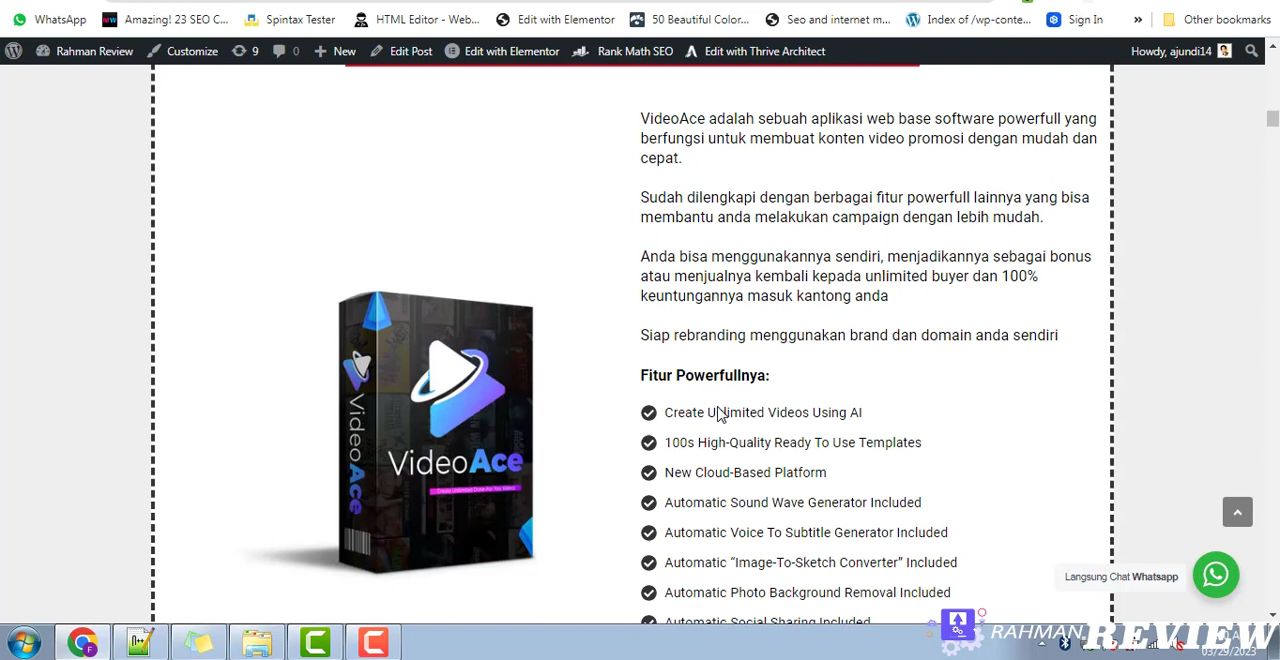 WhatsApp
Amazing! 23 SEO C...
Spintax Tester
HTML Editor - Web...
Edit with Elementor
50 Beautiful Color...
Seo and internet m...
Index of /wp-conte...
Sign In
»
Other bookmarks
Rahman Review
Customize
9
0
New
Edit Post
Edit with Elementor
Rank Math SEO
Edit with Thrive Architect
Howdy, ajundi14
VideoAce adalah sebuah aplikasi web base software powerfull yang
berfungsi untuk membuat konten video promosi dengan mudah dan
cepat.
Sudah dilengkapi dengan berbagai fitur powerfull lainnya yang bisa
membantu anda melakukan campaign dengan lebih mudah.
Anda bisa menggunakannya sendiri, menjadikannya sebagai bonus
atau menjualnya kembali kepada unlimited buyer dan 100%
keuntungannya masuk kantong anda
Siap rebranding menggunakan brand dan domain anda sendiri
Fitur Powerfullnya:
Create Unlimited Videos Using AI
100s High-Quality Ready To Use Templates
New Cloud-Based Platform
Automatic Sound Wave Generator Included
Automatic Voice To Subtitle Generator Included
Automatic “Image-To-Sketch Converter” Included
Automatic Photo Background Removal Included
Automatic Social Sharing Included
VideoAce
VideoAce
Langsung Chat Whatsapp
RAHMAN.REVIEW
03/29/2023